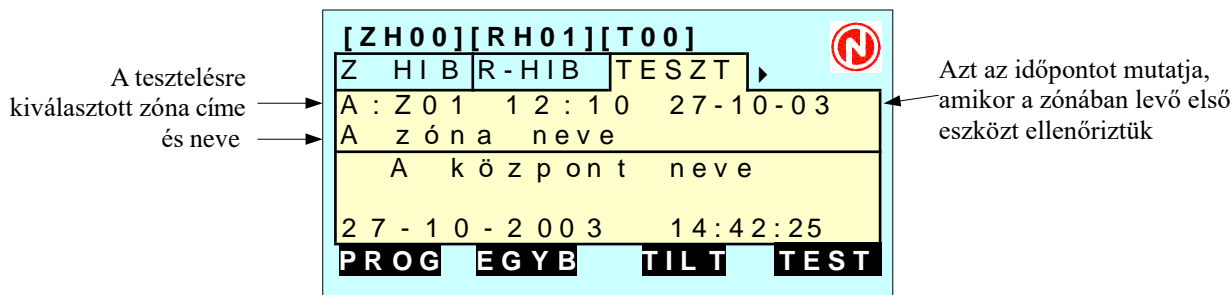 A tesztelésre
kiválasztott zóna címe
és neve
[ZH00][RH01][T00]
Z HIB R-HIB TESZT
A:Z01 12:10 27-10-03
A zóna neve
A központ neve
27-10-2003 14:42:25
PROG EGYB TILT TEST
Azt az időpontot mutatja,
amikor a zónában levő első
eszközt ellenőriztük